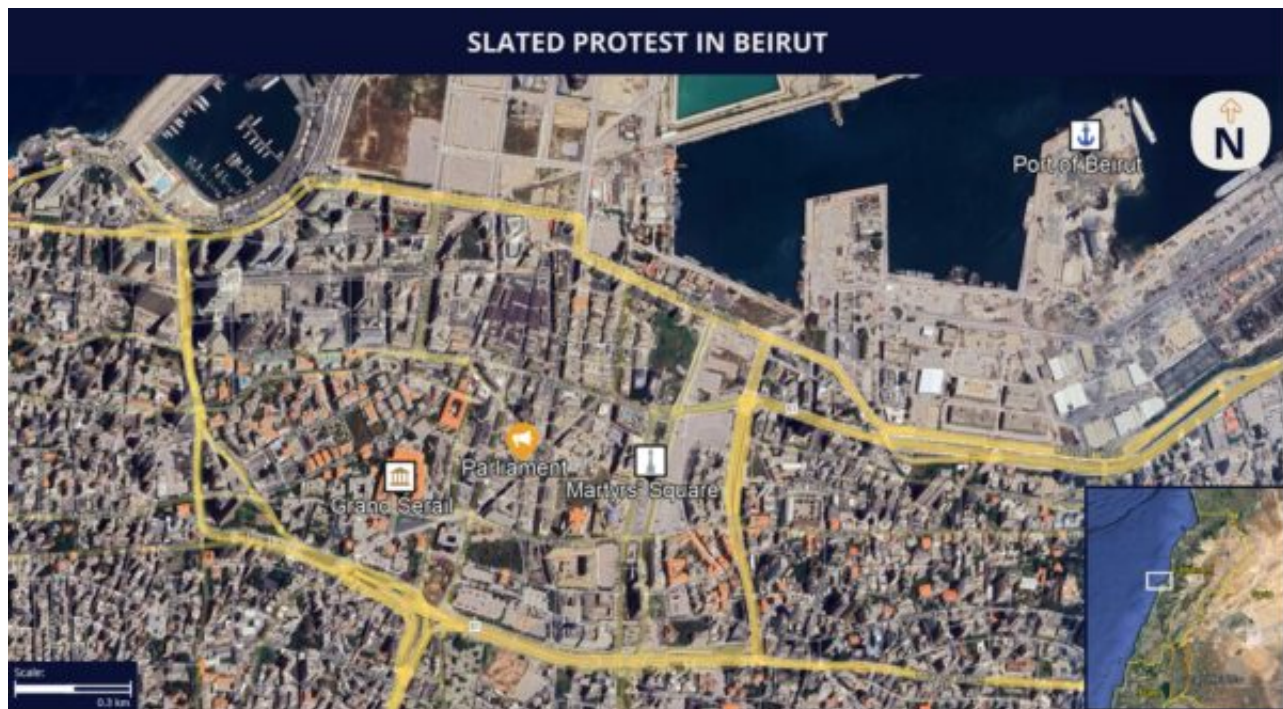 SLATED PROTEST IN BEIRUT
N
Port of Beirut
Parliament
Martyrs' Square
Grand Serail
Scale:
0.3 km